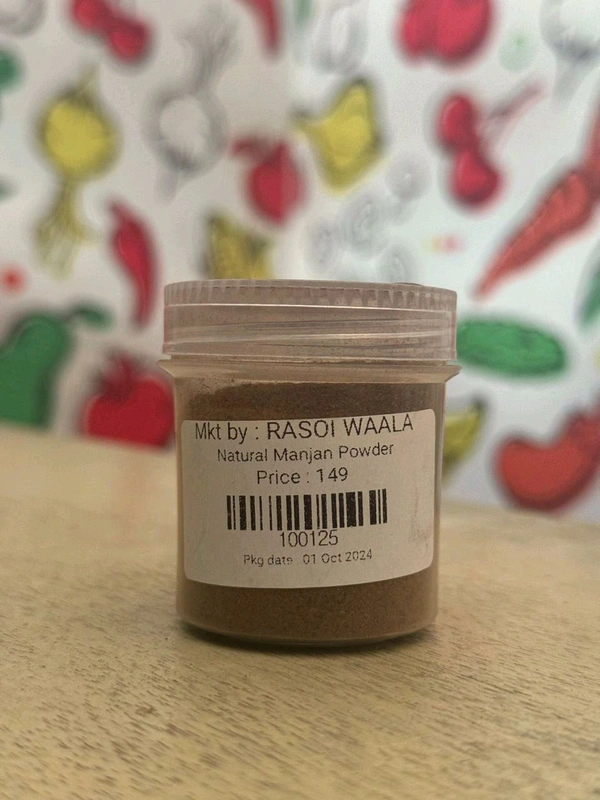 Mkt by : RASOI WAALA
Natural Manjan Powder
Price : 149
100125
Pkg date : 01 Oct 2024